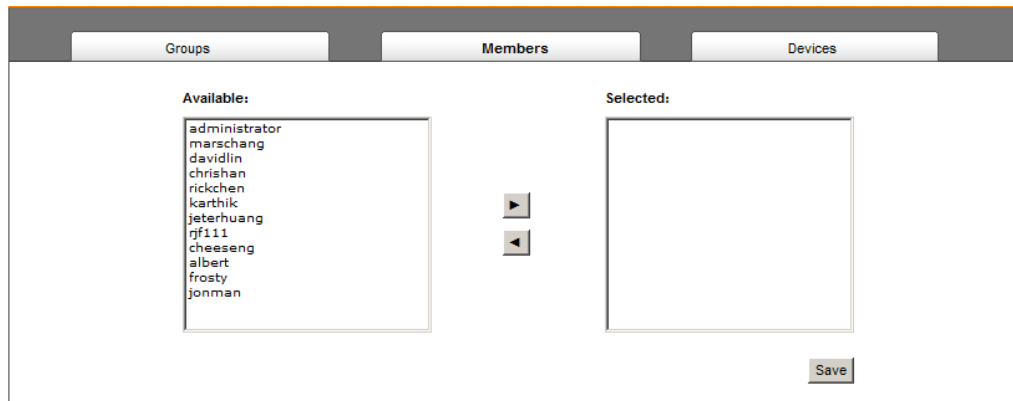 Groups Members Devices
Available: Selected:
administrator
marschang
davidlin
chrishan
rickchen
karthik
jeterhuang
rjf111
cheeseng
albert
frosty
jonman
Save